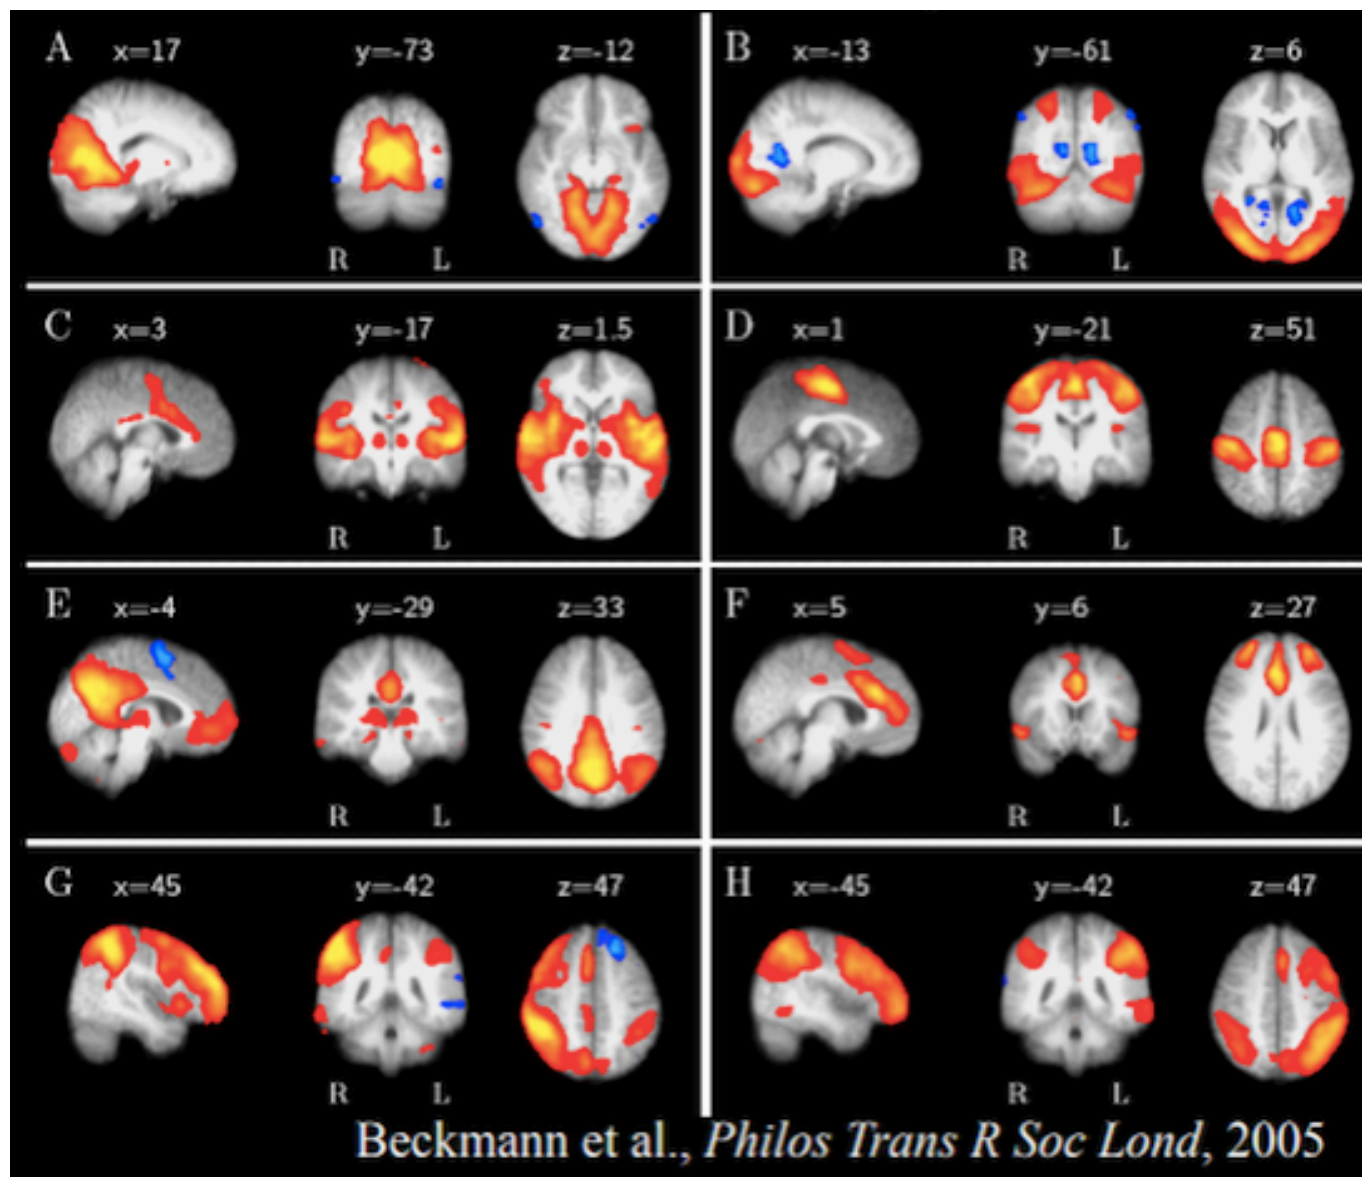 A x=17 y=-73 z=-12 B x=-13 y=-61 z=6
R L R L
C x=3 y=-17 z=1.5 D x=1 y=-21 z=51
R L R L
E x=-4 y=-29 z=33 F x=5 y=6 z=27
R L R L
G x=45 y=-42 z=47 H x=-45 y=-42 z=47
R L R L
Beckmann et al., Philos Trans R Soc Lond, 2005